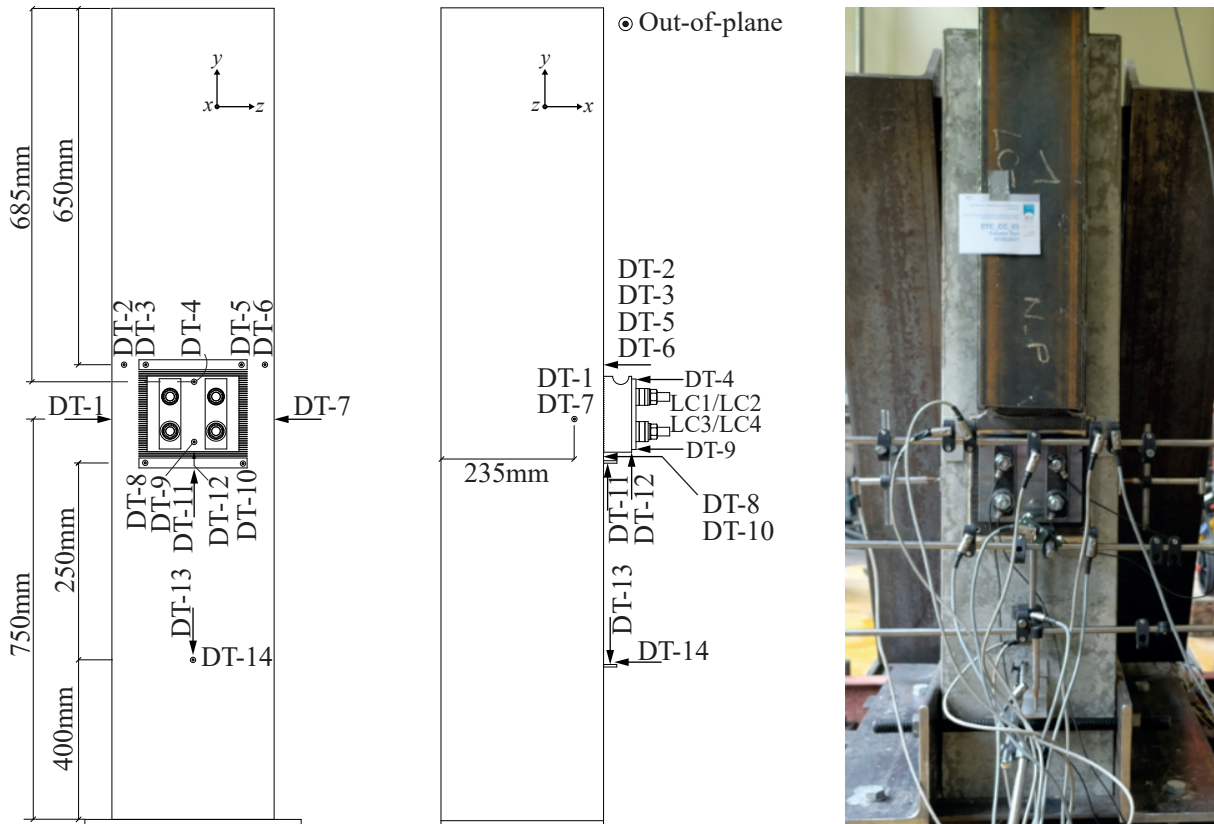 685mm
650mm
750mm
250mm
400mm
y
x
z
DT-2
DT-3
DT-4
DT-5
DT-6
DT-1
DT-7
DT-8
DT-9
DT-11
DT-12
DT-10
DT-13
DT-14
Out-of-plane
y
z
x
DT-2
DT-3
DT-5
DT-6
DT-1
DT-7
DT-4
LC1/LC2
LC3/LC4
DT-9
235mm
DT-11
DT-12
DT-8
DT-10
DT-13
DT-14
1
N-P